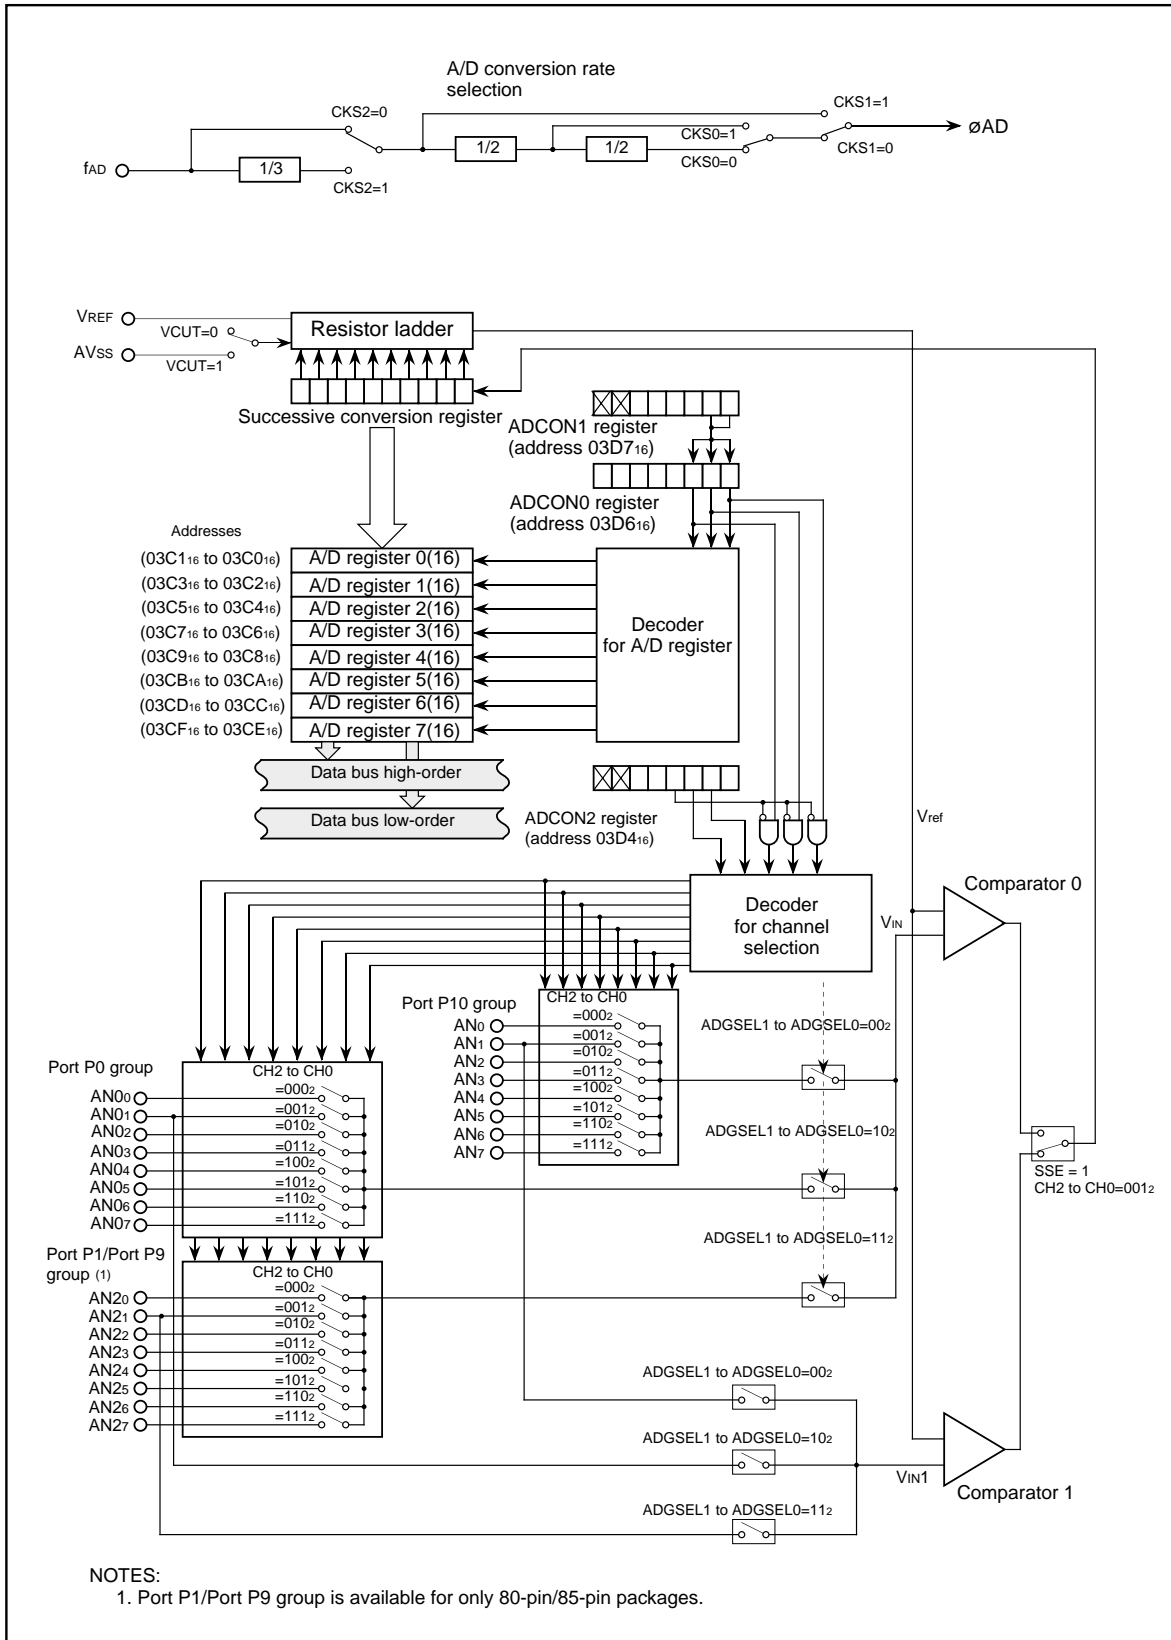 A/D conversion rate
selection
CKS2=0
CKS1=1
CKS0=1
øAD
fAD
1/3
1/2
1/2
CKS0=0
CKS1=0
CKS2=1
VREF
VCUT=0
Resistor ladder
AVSS
VCUT=1
Successive conversion register
ADCON1 register
(address 03D716)
ADCON0 register
(address 03D616)
Addresses
(03C116 to 03C016)
A/D register 0(16)
(03C316 to 03C216)
A/D register 1(16)
(03C516 to 03C416)
A/D register 2(16)
(03C716 to 03C616)
A/D register 3(16)
(03C916 to 03C816)
A/D register 4(16)
(03CB16 to 03CA16)
A/D register 5(16)
(03CD16 to 03CC16)
A/D register 6(16)
(03CF16 to 03CE16)
A/D register 7(16)
Decoder
for A/D register
Data bus high-order
Data bus low-order
ADCON2 register
(address 03D416)
Vref
Decoder
for channel
selection
Comparator 0
VIN
Port P10 group
CH2 to CH0
AN0
=0002
AN1
=0012
AN2
=0102
AN3
=0112
AN4
=1002
AN5
=1012
AN6
=1102
AN7
=1112
ADGSEL1 to ADGSEL0=002
ADGSEL1 to ADGSEL0=102
ADGSEL1 to ADGSEL0=112
Port P0 group
CH2 to CH0
AN00
=0002
AN01
=0012
AN02
=0102
AN03
=0112
AN04
=1002
AN05
=1012
AN06
=1102
AN07
=1112
SSE = 1
CH2 to CH0=0012
Port P1/Port P9
group (1)
CH2 to CH0
AN20
=0002
AN21
=0012
AN22
=0102
AN23
=0112
AN24
=1002
AN25
=1012
AN26
=1102
AN27
=1112
ADGSEL1 to ADGSEL0=002
ADGSEL1 to ADGSEL0=102
ADGSEL1 to ADGSEL0=112
VIN1
Comparator 1
NOTES:
1. Port P1/Port P9 group is available for only 80-pin/85-pin packages.